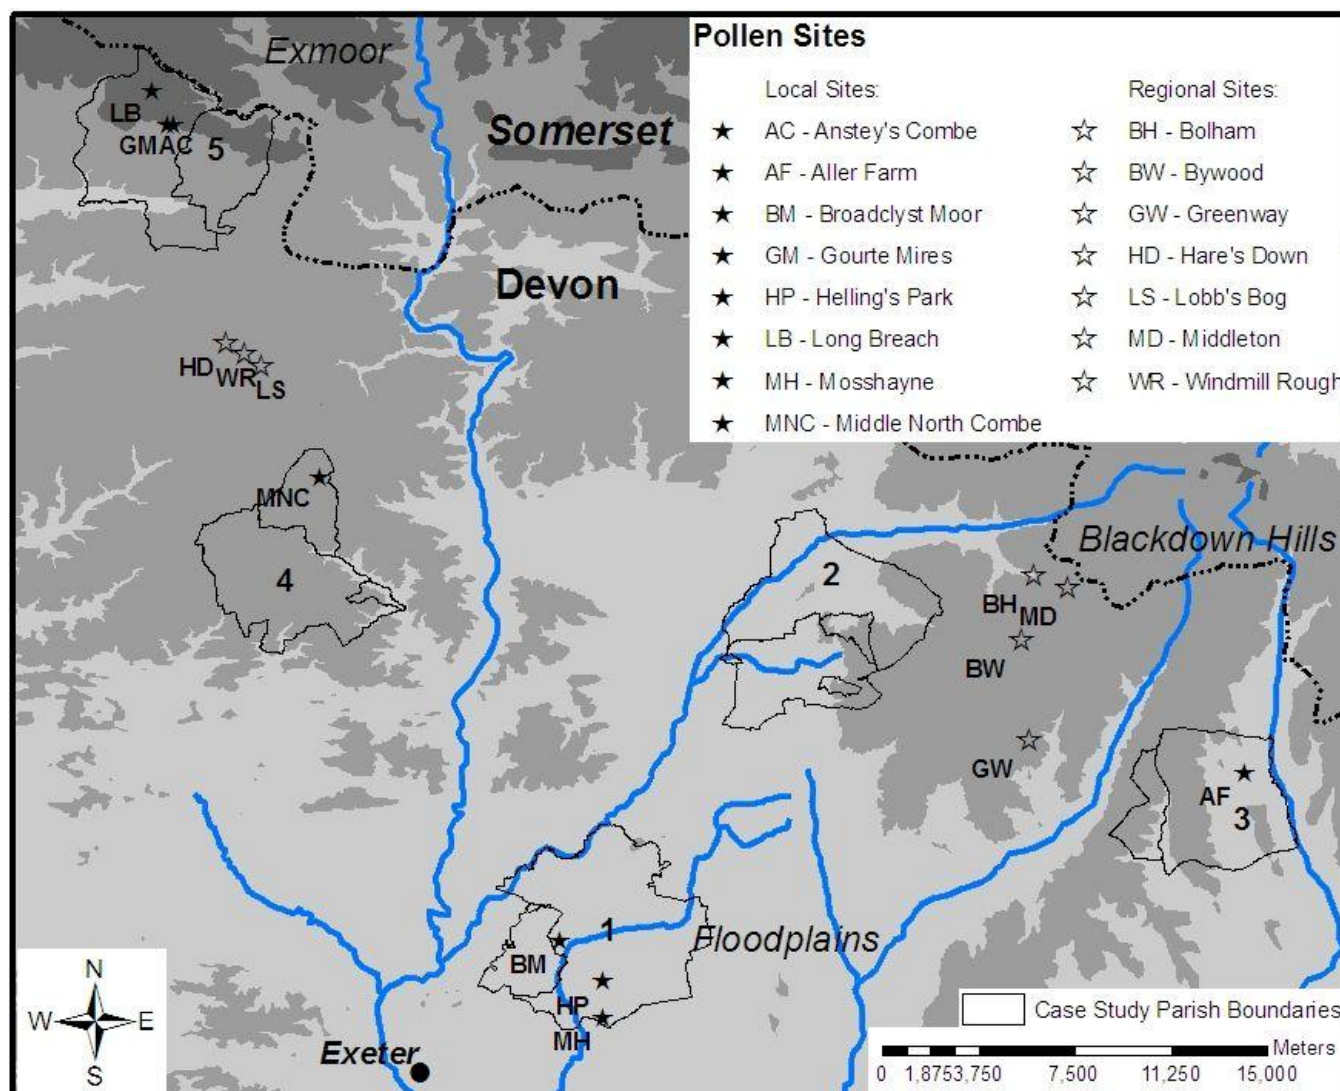 Pollen Sites
Local Sites:
AC - Anstey's Combe
AF - Aller Farm
BM - Broadclyst Moor
GM - Gourte Mires
HP - Helling's Park
LB - Long Breach
MH - Mosshayne
MNC - Middle North Combe
Regional Sites:
BH - Bolham
BW - Bywood
GW - Greenway
HD - Hare's Down
LS - Lobb's Bog
MD - Middleton
WR - Windmill Rough
Exmoor
LB
GMAC
5
Somerset
Devon
HD
WR
LS
MNC
4
2
Blackdown Hills
BH
MD
BW
GW
AF
3
1
BM
Floodplains
HP
MH
Exeter
N
W
E
S
Case Study Parish Boundaries
Meters
0 1,8753,750 7,500 11,250 15,000